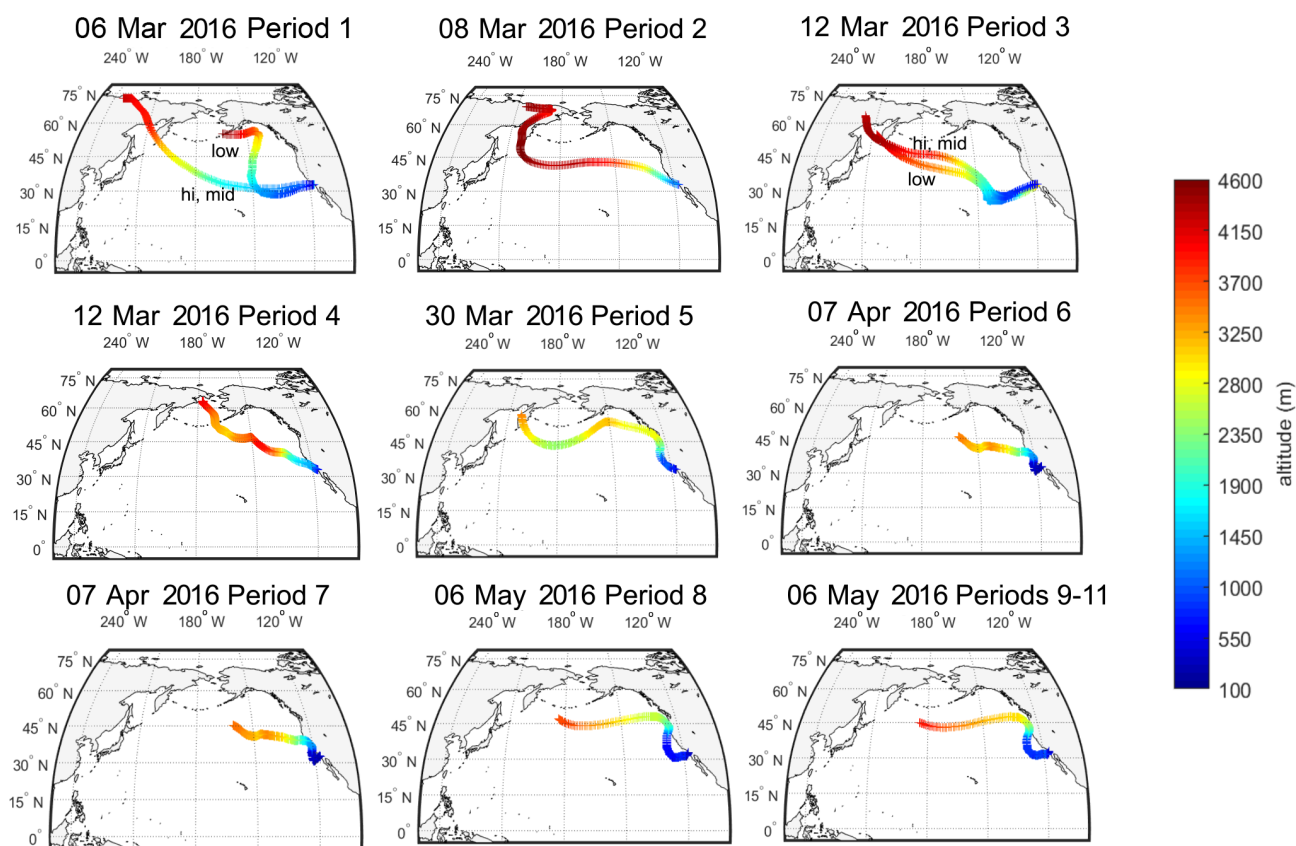 06 Mar 2016 Period 1
240° W 180° W 120° W
75° N
60° N
45° N
30° N
15° N
0°
low
hi, mid
08 Mar 2016 Period 2
240° W 180° W 120° W
75° N
60° N
45° N
30° N
15° N
0°
12 Mar 2016 Period 3
240° W 180° W 120° W
75° N
60° N
45° N
30° N
15° N
0°
hi, mid
low
12 Mar 2016 Period 4
240° W 180° W 120° W
75° N
60° N
45° N
30° N
15° N
0°
30 Mar 2016 Period 5
240° W 180° W 120° W
75° N
60° N
45° N
30° N
15° N
0°
07 Apr 2016 Period 6
240° W 180° W 120° W
75° N
60° N
45° N
30° N
15° N
0°
07 Apr 2016 Period 7
240° W 180° W 120° W
75° N
60° N
45° N
30° N
15° N
0°
06 May 2016 Period 8
240° W 180° W 120° W
75° N
60° N
45° N
30° N
15° N
0°
06 May 2016 Periods 9-11
240° W 180° W 120° W
75° N
60° N
45° N
30° N
15° N
0°
4600
4150
3700
3250
2800
2350
1900
1450
1000
550
100
altitude (m)